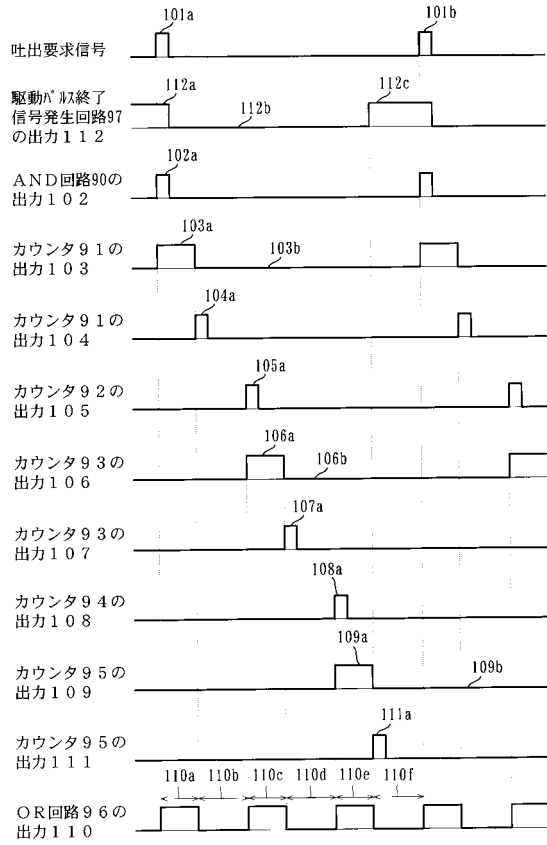 101a
101b
吐出要求信号
112a
112c
駆動パルス終了
信号発生回路97
の出力112
112b
102a
AND回路90の
出力102
103a
カウンタ91の
出力103
103b
104a
カウンタ91の
出力104
105a
カウンタ92の
出力105
106a
カウンタ93の
出力106
106b
107a
カウンタ93の
出力107
108a
カウンタ94の
出力108
109a
カウンタ95の
出力109
109b
111a
カウンタ95の
出力111
110a 110b 110c 110d 110e 110f
OR回路96の
出力110